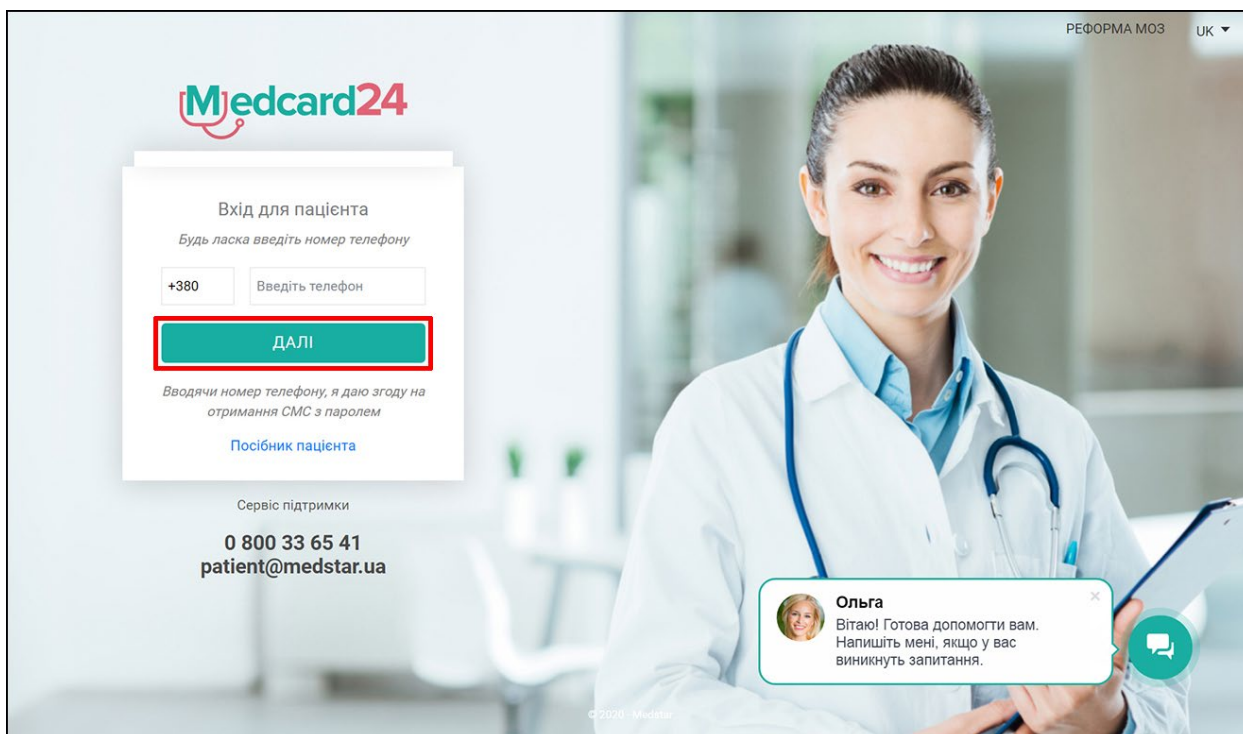 РЕФОРМА МОЗ
UK
Medcard24
Вхід для пацієнта
Будь ласка введіть номер телефону
+380
Введіть телефон
ДАЛІ
Вводячи номер телефону, я даю згоду на
отримання СМС з паролем
Посібник пацієнта
Сервіс підтримки
0 800 33 65 41
patient@medstar.ua
Ольга
Вітаю! Готова допомогти вам.
Напишіть мені, якщо у вас
виникнуть запитання.
© 2020 - Medstar